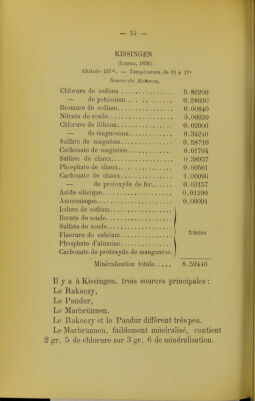 — 54 —
KISSINGEN
(Liebig, 1856)
Altitude 197m. — Température, de 11 à 17°
Source du Rakoczy.
Chlorure de sodium 5.82200
— de potassium 0.28690
Bromure de sodium 0.00840
Nitrate de soude 0.00930
Chlorure de lithium 0.02000
— de magnésium 0.34240
Sulfate de magnésie 0.58710
Carbonate de magnésie 0.01704
Sulfate de chaux 0.38937
Phosphate de chaux 0.00561
Carbonate de chaux 1.06090
— de protoxyde de fer 0.03157
Acide silicique 0.01290
Ammoniaque 0.00091
Iodure de sodium
Borate de soude
Sulfate de soude
Fluorure de calcium
traces
Phosphate d'alumine
Carbonate de protoxyde de manganèse
Minéralisation totale 8.59446
Il y a à Kissingen, trois sources principales :
Le Rakoczy,
Le Pandur,
Le Marbrünnen.
Le Rakoczy et le Pandur diffèrent très peu.
Le Marbrünnen, faiblement minéralisé, contient
2 gr. 5 de chlorure sur 3 gr. 6 de minéralisation.